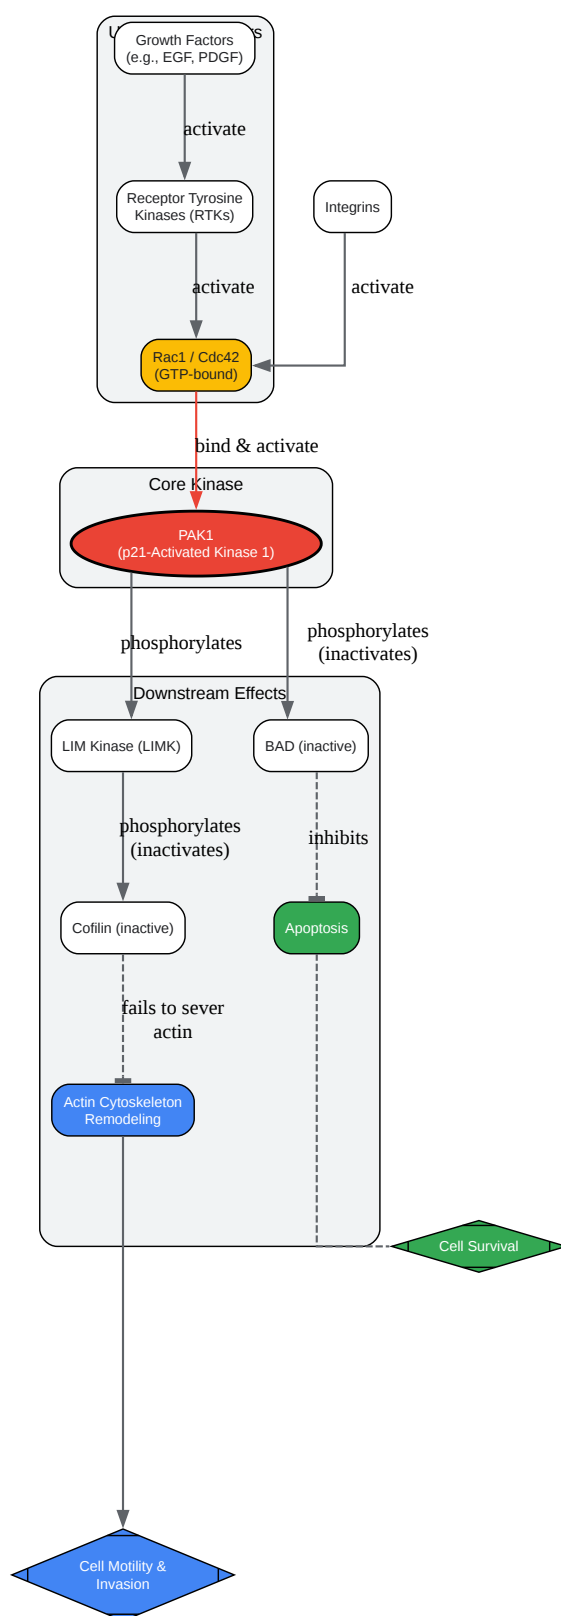 Growth Factors
(e.g., EGF, PDGF)
activate
Receptor Tyrosine
Kinases (RTKs)
Integrins
activate
activate
Rac1 / Cdc42
(GTP-bound)
bind & activate
Core Kinase
PAK1
(p21-Activated Kinase 1)
phosphorylates
phosphorylates
(inactivates)
Downstream Effects
LIM Kinase (LIMK)
BAD (inactive)
phosphorylates
(inactivates)
inhibits
Cofilin (inactive)
Apoptosis
fails to sever
actin
Actin Cytoskeleton
Remodeling
Cell Survival
Cell Motility &
Invasion